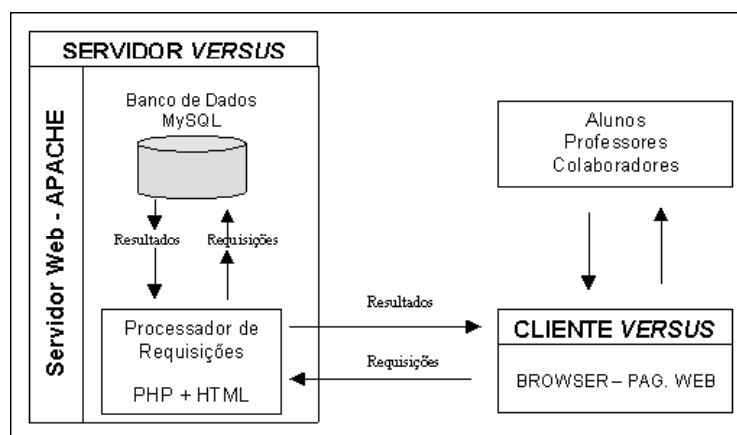 SERVIDOR VERSUS
Servidor Web - APACHE
Banco de Dados
MySQL
Resultados
Requisições
Processador de
Requisições
PHP + HTML
Resultados
Requisições
Alunos
Professores
Colaboradores
CLIENTE VERSUS
BROWSER – PAG. WEB